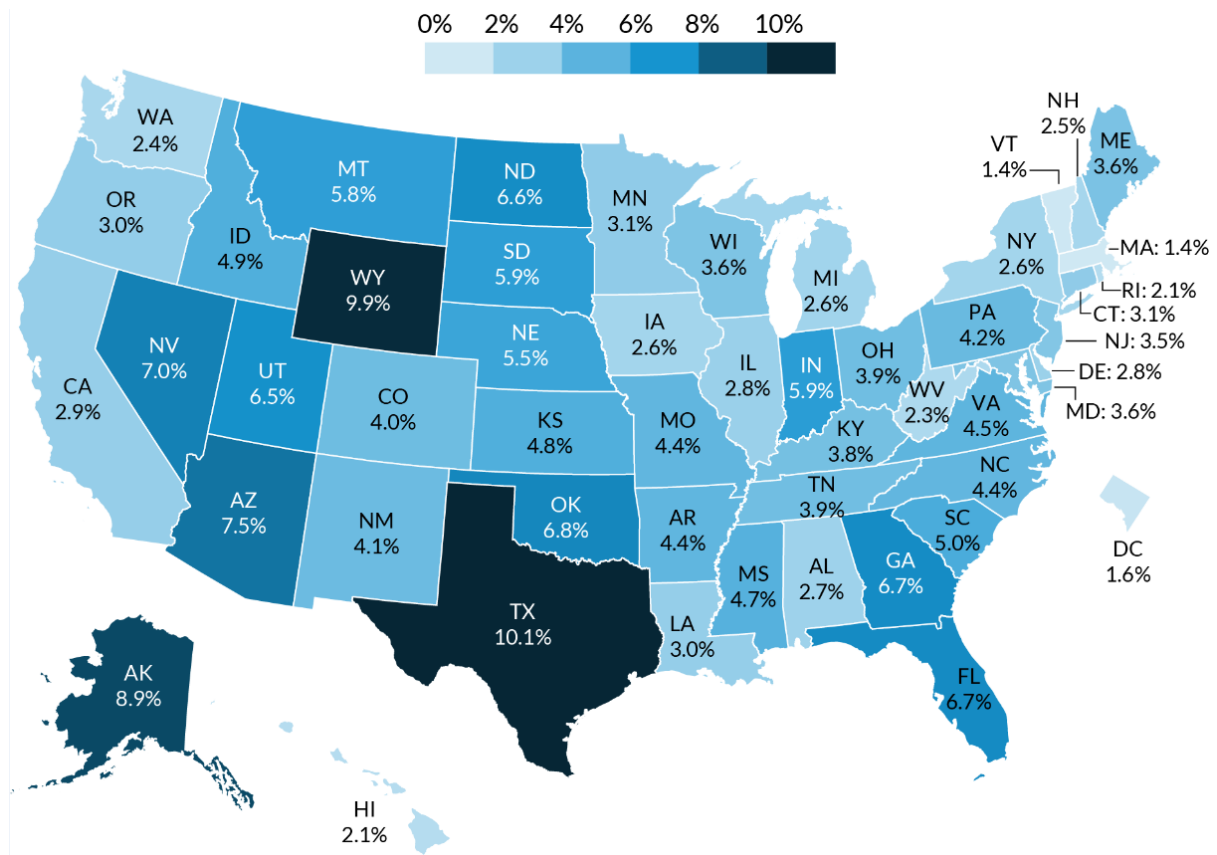 0% 2% 4% 6% 8% 10%
NH
2.5%
VT
1.4%
ME
3.6%
WA
2.4%
MT
5.8%
ND
6.6%
MN
3.1%
OR
3.0%
ID
4.9%
WY
9.9%
SD
5.9%
WI
3.6%
MI
2.6%
NY
2.6%
MA: 1.4%
RI: 2.1%
CT: 3.1%
NJ: 3.5%
DE: 2.8%
MD: 3.6%
PA
4.2%
NV
7.0%
UT
6.5%
CO
4.0%
NE
5.5%
IA
2.6%
IL
2.8%
IN
5.9%
OH
3.9%
WV
2.3%
VA
4.5%
CA
2.9%
KS
4.8%
MO
4.4%
KY
3.8%
NC
4.4%
TN
3.9%
SC
5.0%
AZ
7.5%
NM
4.1%
OK
6.8%
AR
4.4%
MS
4.7%
AL
2.7%
GA
6.7%
DC
1.6%
TX
10.1%
LA
3.0%
FL
6.7%
AK
8.9%
HI
2.1%